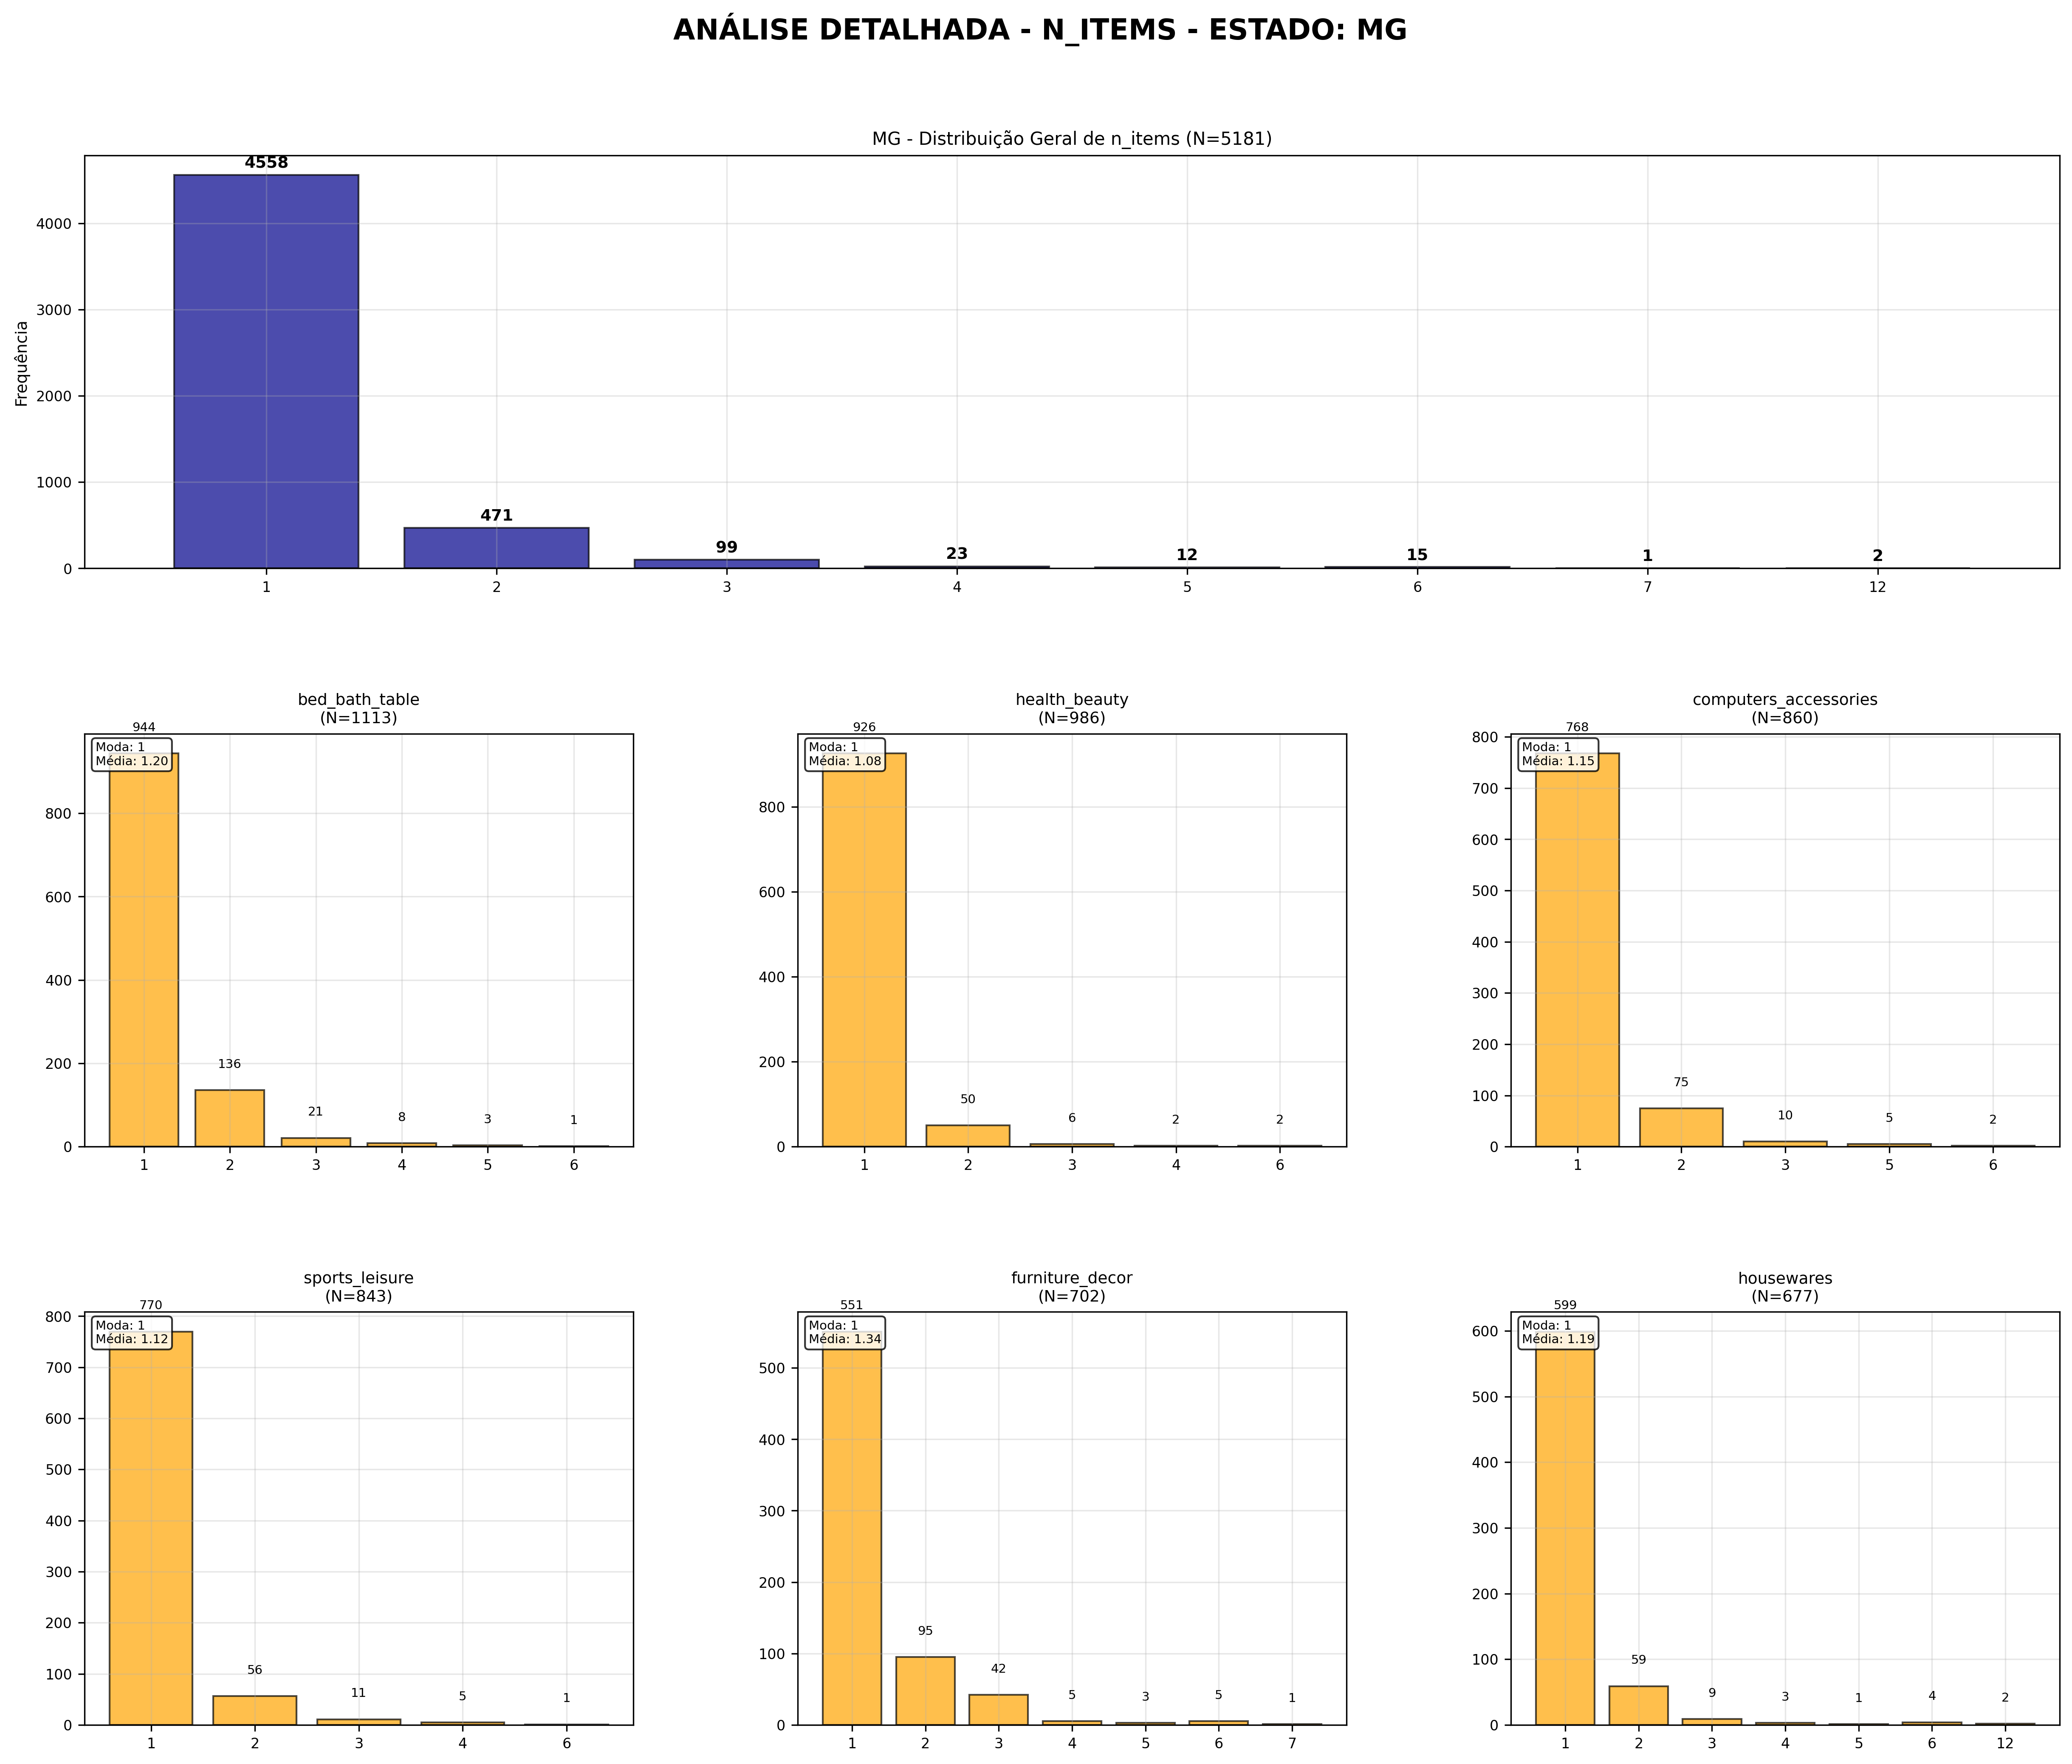 ANÁLISE DETALHADA - N_ITEMS - ESTADO: MG
MG - Distribuição Geral de n_items (N=5181)
Frequência
4000
3000
2000
1000
0
4558
471
99
23
12
15
1
2
1 2 3 4 5 6 7 12
bed_bath_table
(N=1113)
Moda: 1
Média: 1.20
800
600
400
200
0
944
136
21
8
3
1
1 2 3 4 5 6
health_beauty
(N=986)
Moda: 1
Média: 1.08
800
600
400
200
0
926
50
6
2
2
1 2 3 4 6
computers_accessories
(N=860)
Moda: 1
Média: 1.15
800
700
600
500
400
300
200
100
0
768
75
10
5
2
1 2 3 5 6
sports_leisure
(N=843)
Moda: 1
Média: 1.12
800
700
600
500
400
300
200
100
0
770
56
11
5
1
1 2 3 4 6
furniture_decor
(N=702)
Moda: 1
Média: 1.34
500
400
300
200
100
0
551
95
42
5
3
5
1
1 2 3 4 5 6 7
housewares
(N=677)
Moda: 1
Média: 1.19
600
500
400
300
200
100
0
599
59
9
3
1
4
2
1 2 3 4 5 6 12